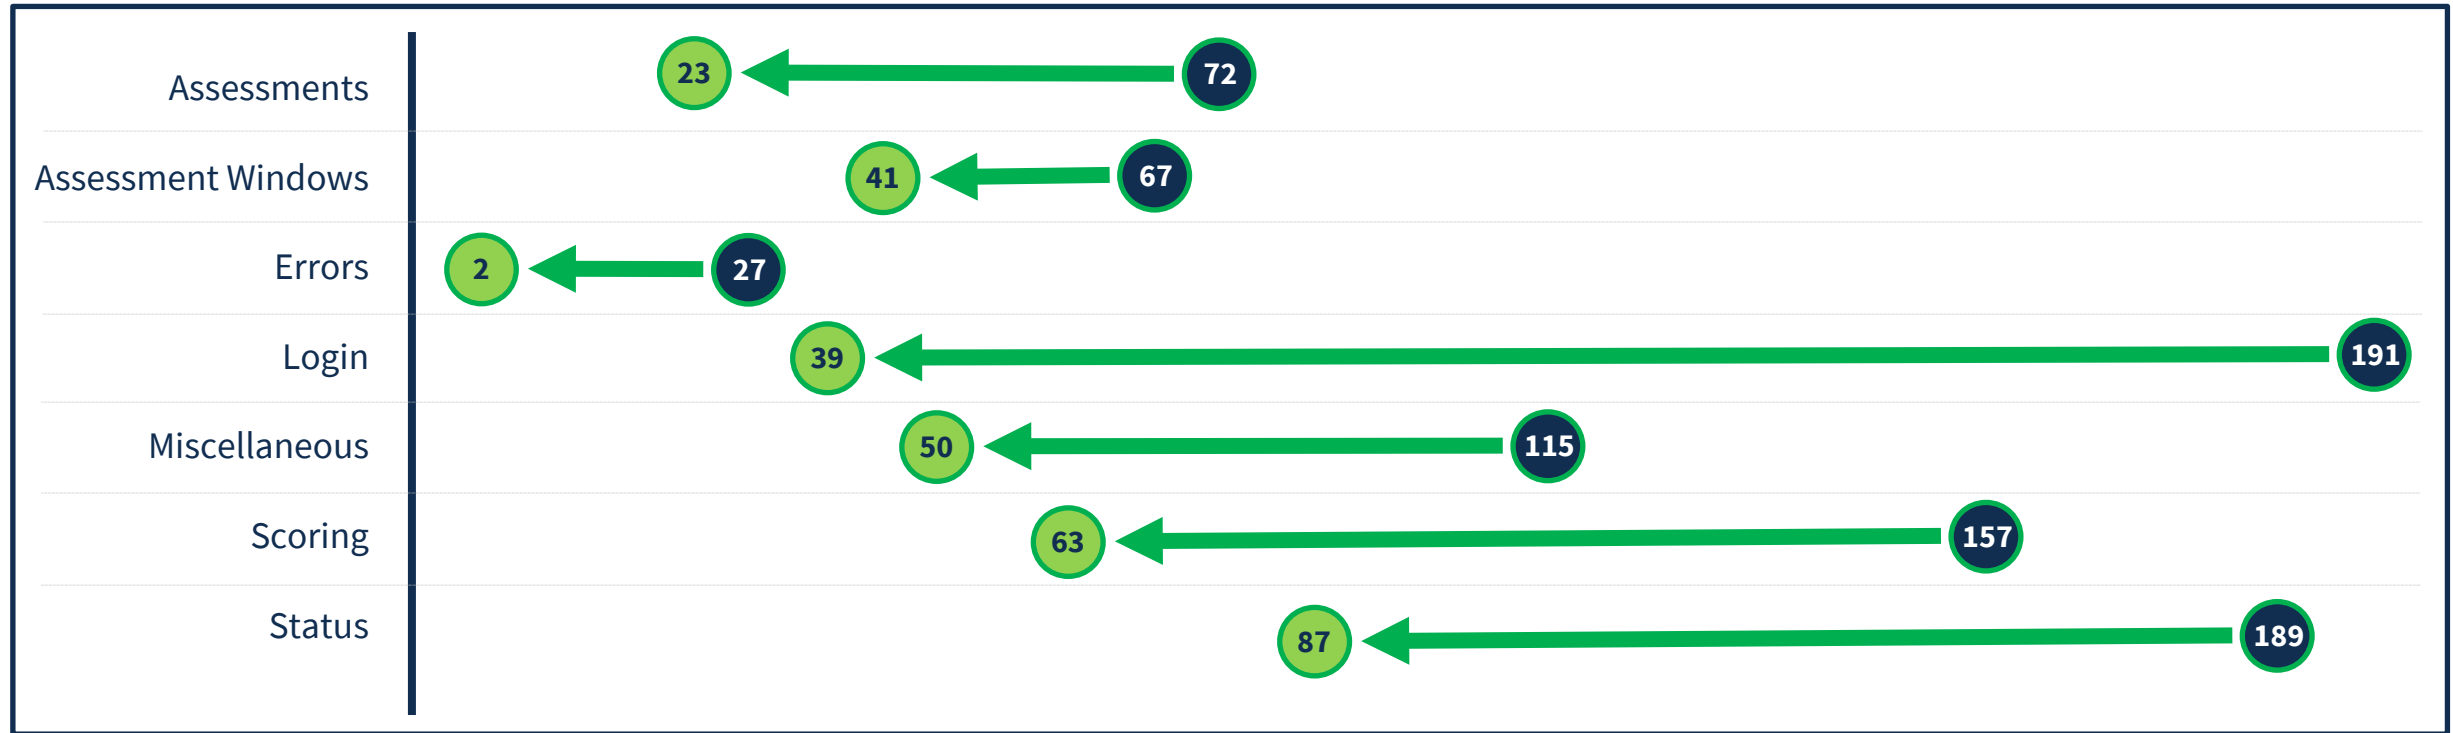 Assessments 23 72
Assessment Windows 41 67
Errors 2 27
Login 39 191
Miscellaneous 50 115
Scoring 63 157
Status 87 189